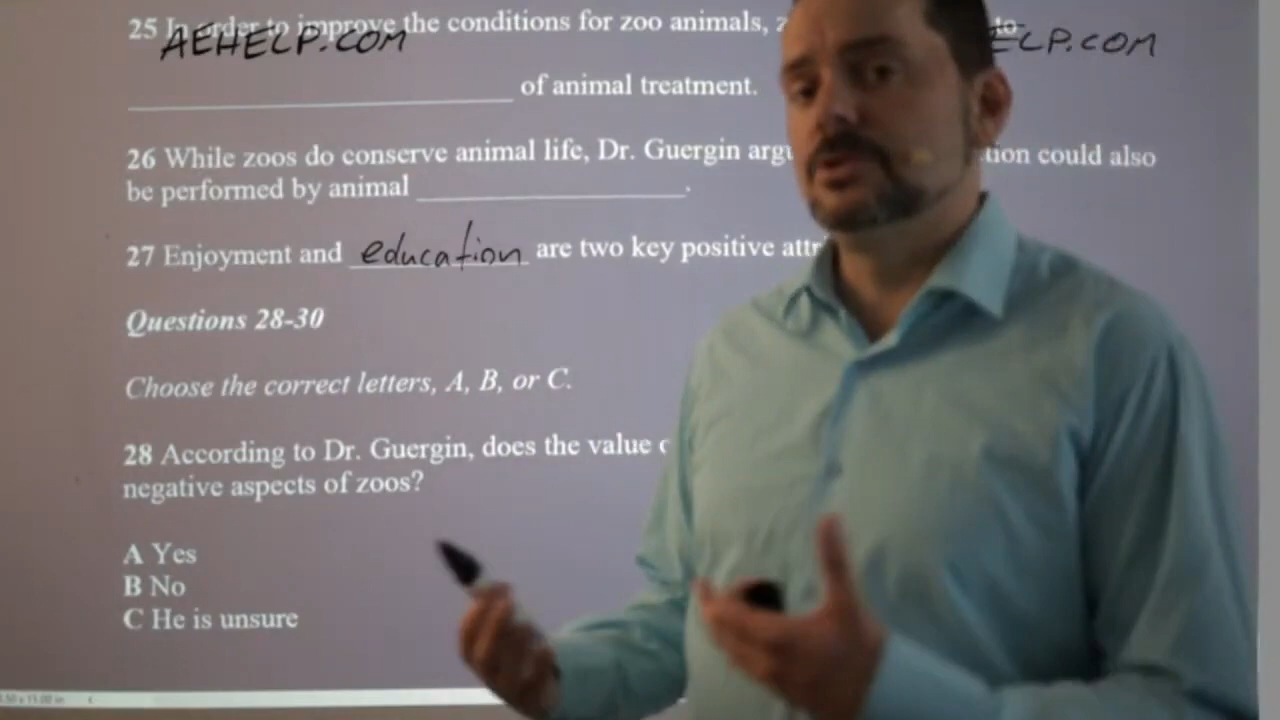 25 In order to improve the conditions for zoo animals, to
AEHELP.COM ELP.COM
of animal treatment.
26 While zoos do conserve animal life, Dr. Guergin could also
be performed by animal .
27 Enjoyment and education are two key positive
Questions 28-30
Choose the correct letters, A, B, or C.
28 According to Dr. Guergin, does the value
negative aspects of zoos?
A Yes
B No
C He is unsure